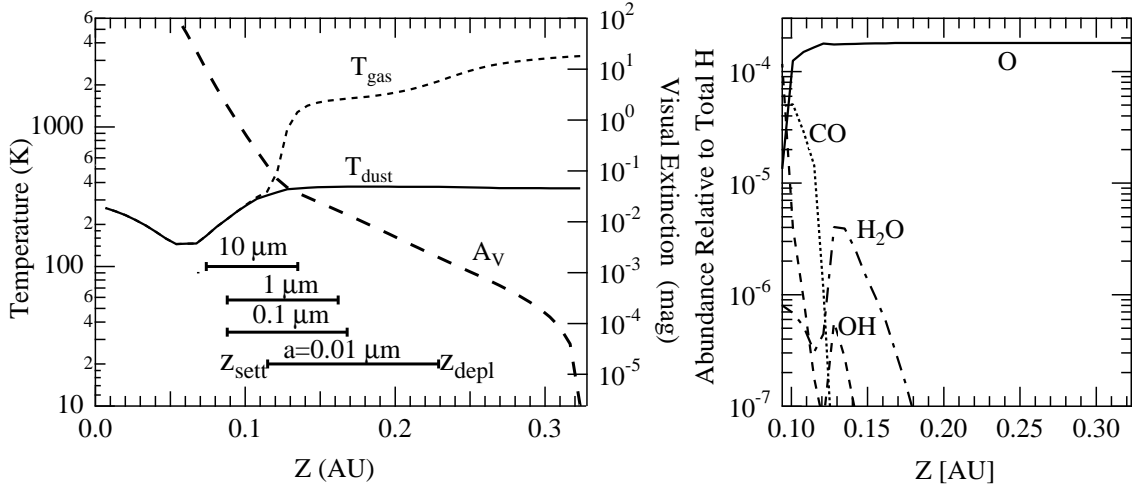 6
4
2
1000
6
4
2
100
6
4
2
10
Temperature (K)
0.0
0.1
0.2
0.3
Z (AU)
T_gas
T_dust
A_V
10 μm
1 μm
0.1 μm
a=0.01 μm
z_sett
z_depl
10^2
10^1
10^0
10^-1
10^-2
10^-3
10^-4
10^-5
Visual Extinction (mag)
Abundance Relative to Total H
10^-4
10^-5
10^-6
10^-7
O
CO
H_2O
OH
0.10
0.15
0.20
0.25
0.30
Z [AU]